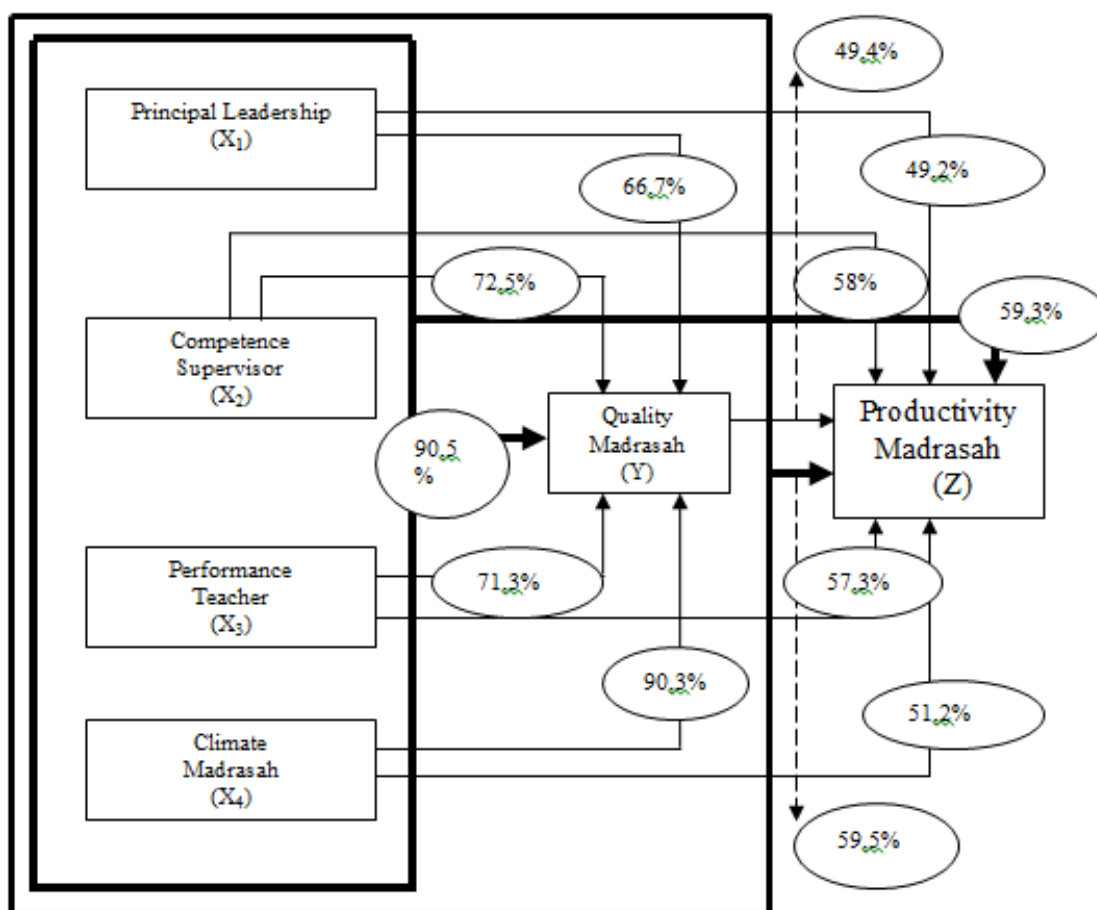 49.4%
Principal Leadership
(X₁)
49.2%
66.7%
72.5%
58%
59.3%
Competence
Supervisor
(X₂)
Quality
Madrasah
(Y)
Productivity
Madrasah
(Z)
90.5
%
Performance
Teacher
(X₃)
71.3%
57.3%
90.3%
51.2%
Climate
Madrasah
(X₄)
59.5%